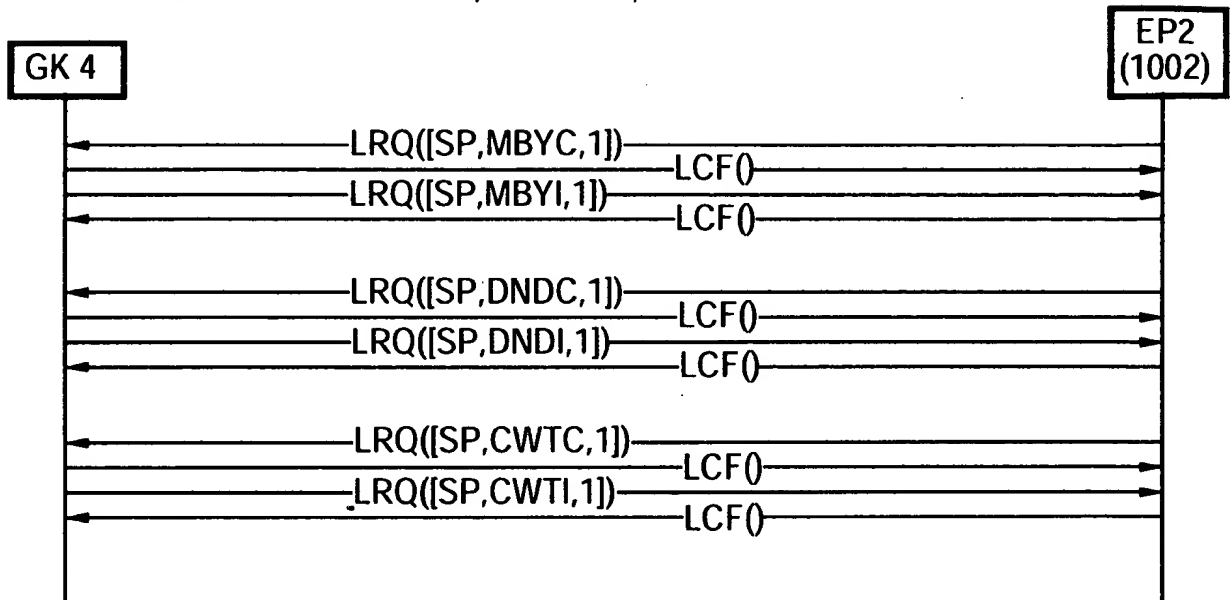 GK 4
EP2
(1002)
LRQ([SP,MBYC,1])
LCF()
LRQ([SP,MBYI,1])
LCF()
LRQ([SP,DNDC,1])
LCF()
LRQ([SP,DNDI,1])
LCF()
LRQ([SP,CWTC,1])
LCF()
LRQ([SP,CWTI,1])
LCF()